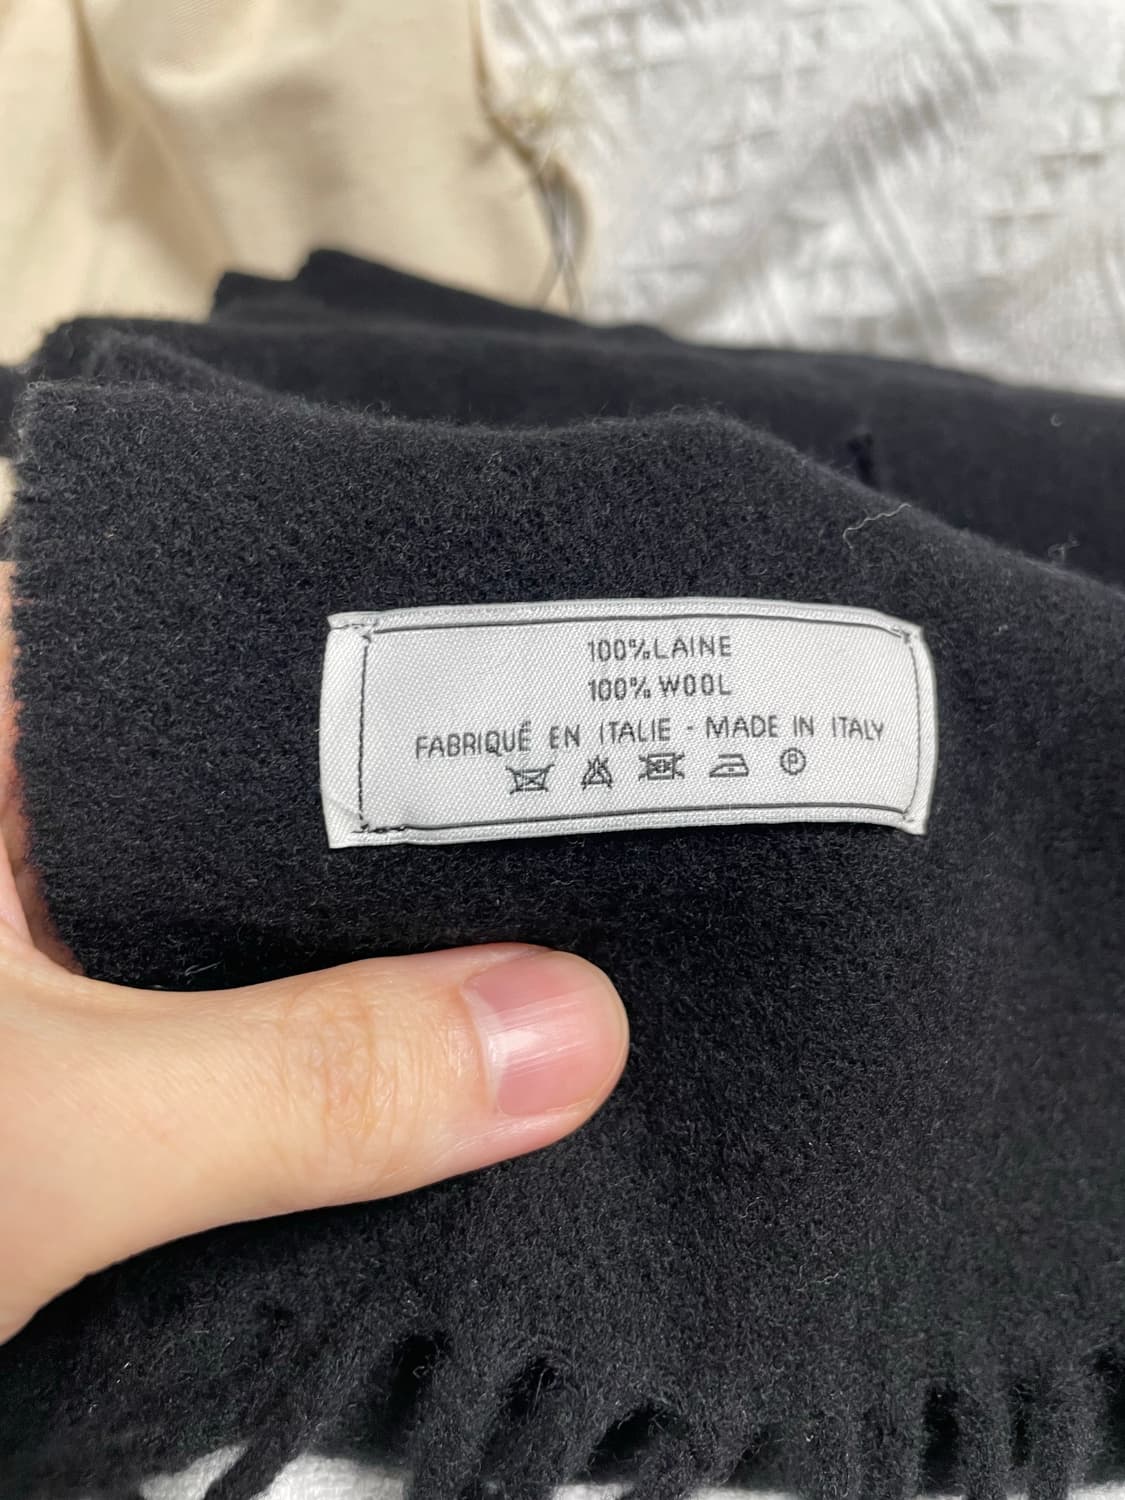 100%LAINE
100% WOOL
FABRIQUÉ EN ITALIE - MADE IN ITALY
P